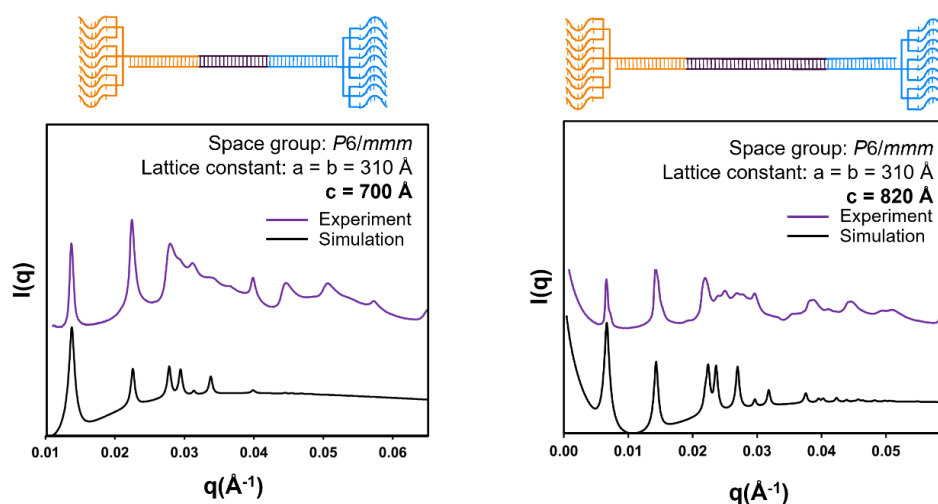 Space group: P6/mmm
Lattice constant: a = b = 310 Å
c = 700 Å
Experiment
Simulation
I(q)
0.01 0.02 0.03 0.04 0.05 0.06
q(Å-1)
Space group: P6/mmm
Lattice constant: a = b = 310 Å
c = 820 Å
Experiment
Simulation
I(q)
0.00 0.01 0.02 0.03 0.04 0.05
q(Å-1)